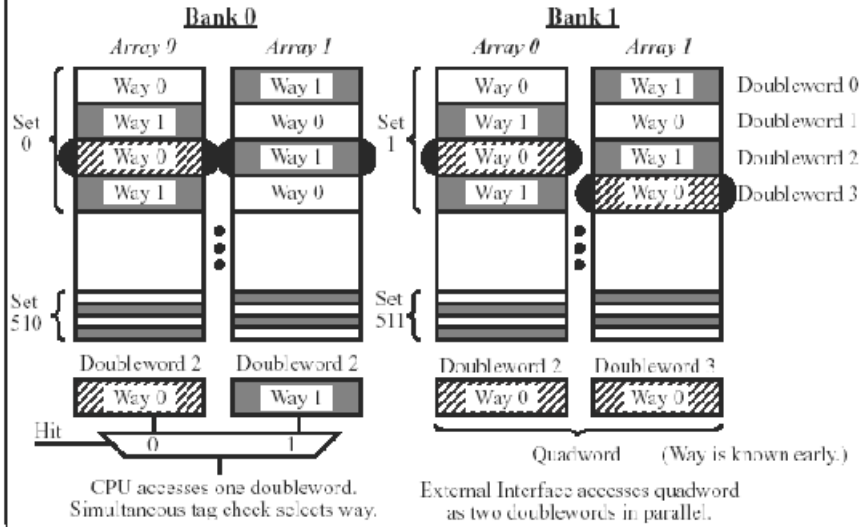 Bank 0
Bank 1
Array 0 Array 1 Array 0 Array 1
Way 0 Way 1 Way 0 Way 1 Doubleword 0
Set 0
Way 1 Way 0
Set 1
Way 1 Way 0 Doubleword 1
Way 0 Way 1 Way 0 Way 1 Doubleword 2
Way 1 Way 0 Way 1 Way 0 Doubleword 3
Set 510
Set 511
Doubleword 2 Doubleword 2 Doubleword 2 Doubleword 3
Way 0 Way 1 Way 0 Way 0
Hit
0 1
Quadword (Way is known early.)
CPU accesses one doubleword.
Simultaneous tag check selects way.
External Interface accesses quadword
as two doublewords in parallel.